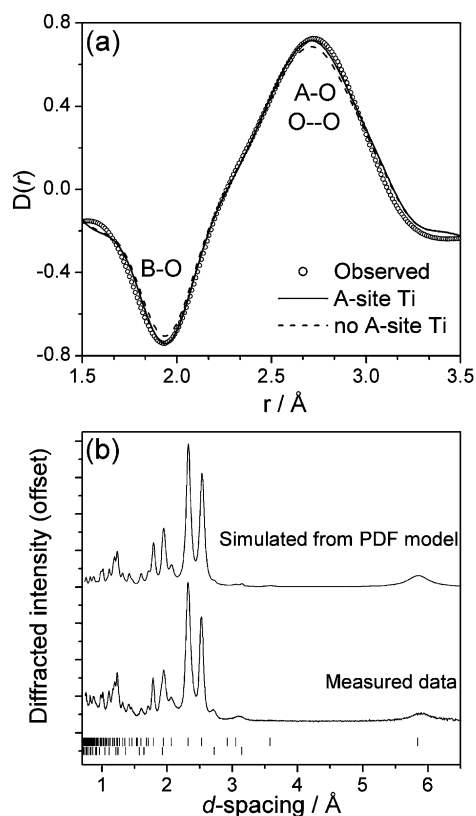 (a)
0.8
0.4
0.0
-0.4
-0.8
D(r)
A-O
O--O
B-O
Observed
A-site Ti
no A-site Ti
1.5 2.0 2.5 3.0 3.5
r / Å
(b)
Diffracted intensity (offset)
Simulated from PDF model
Measured data
1 2 3 4 5 6
d-spacing / Å